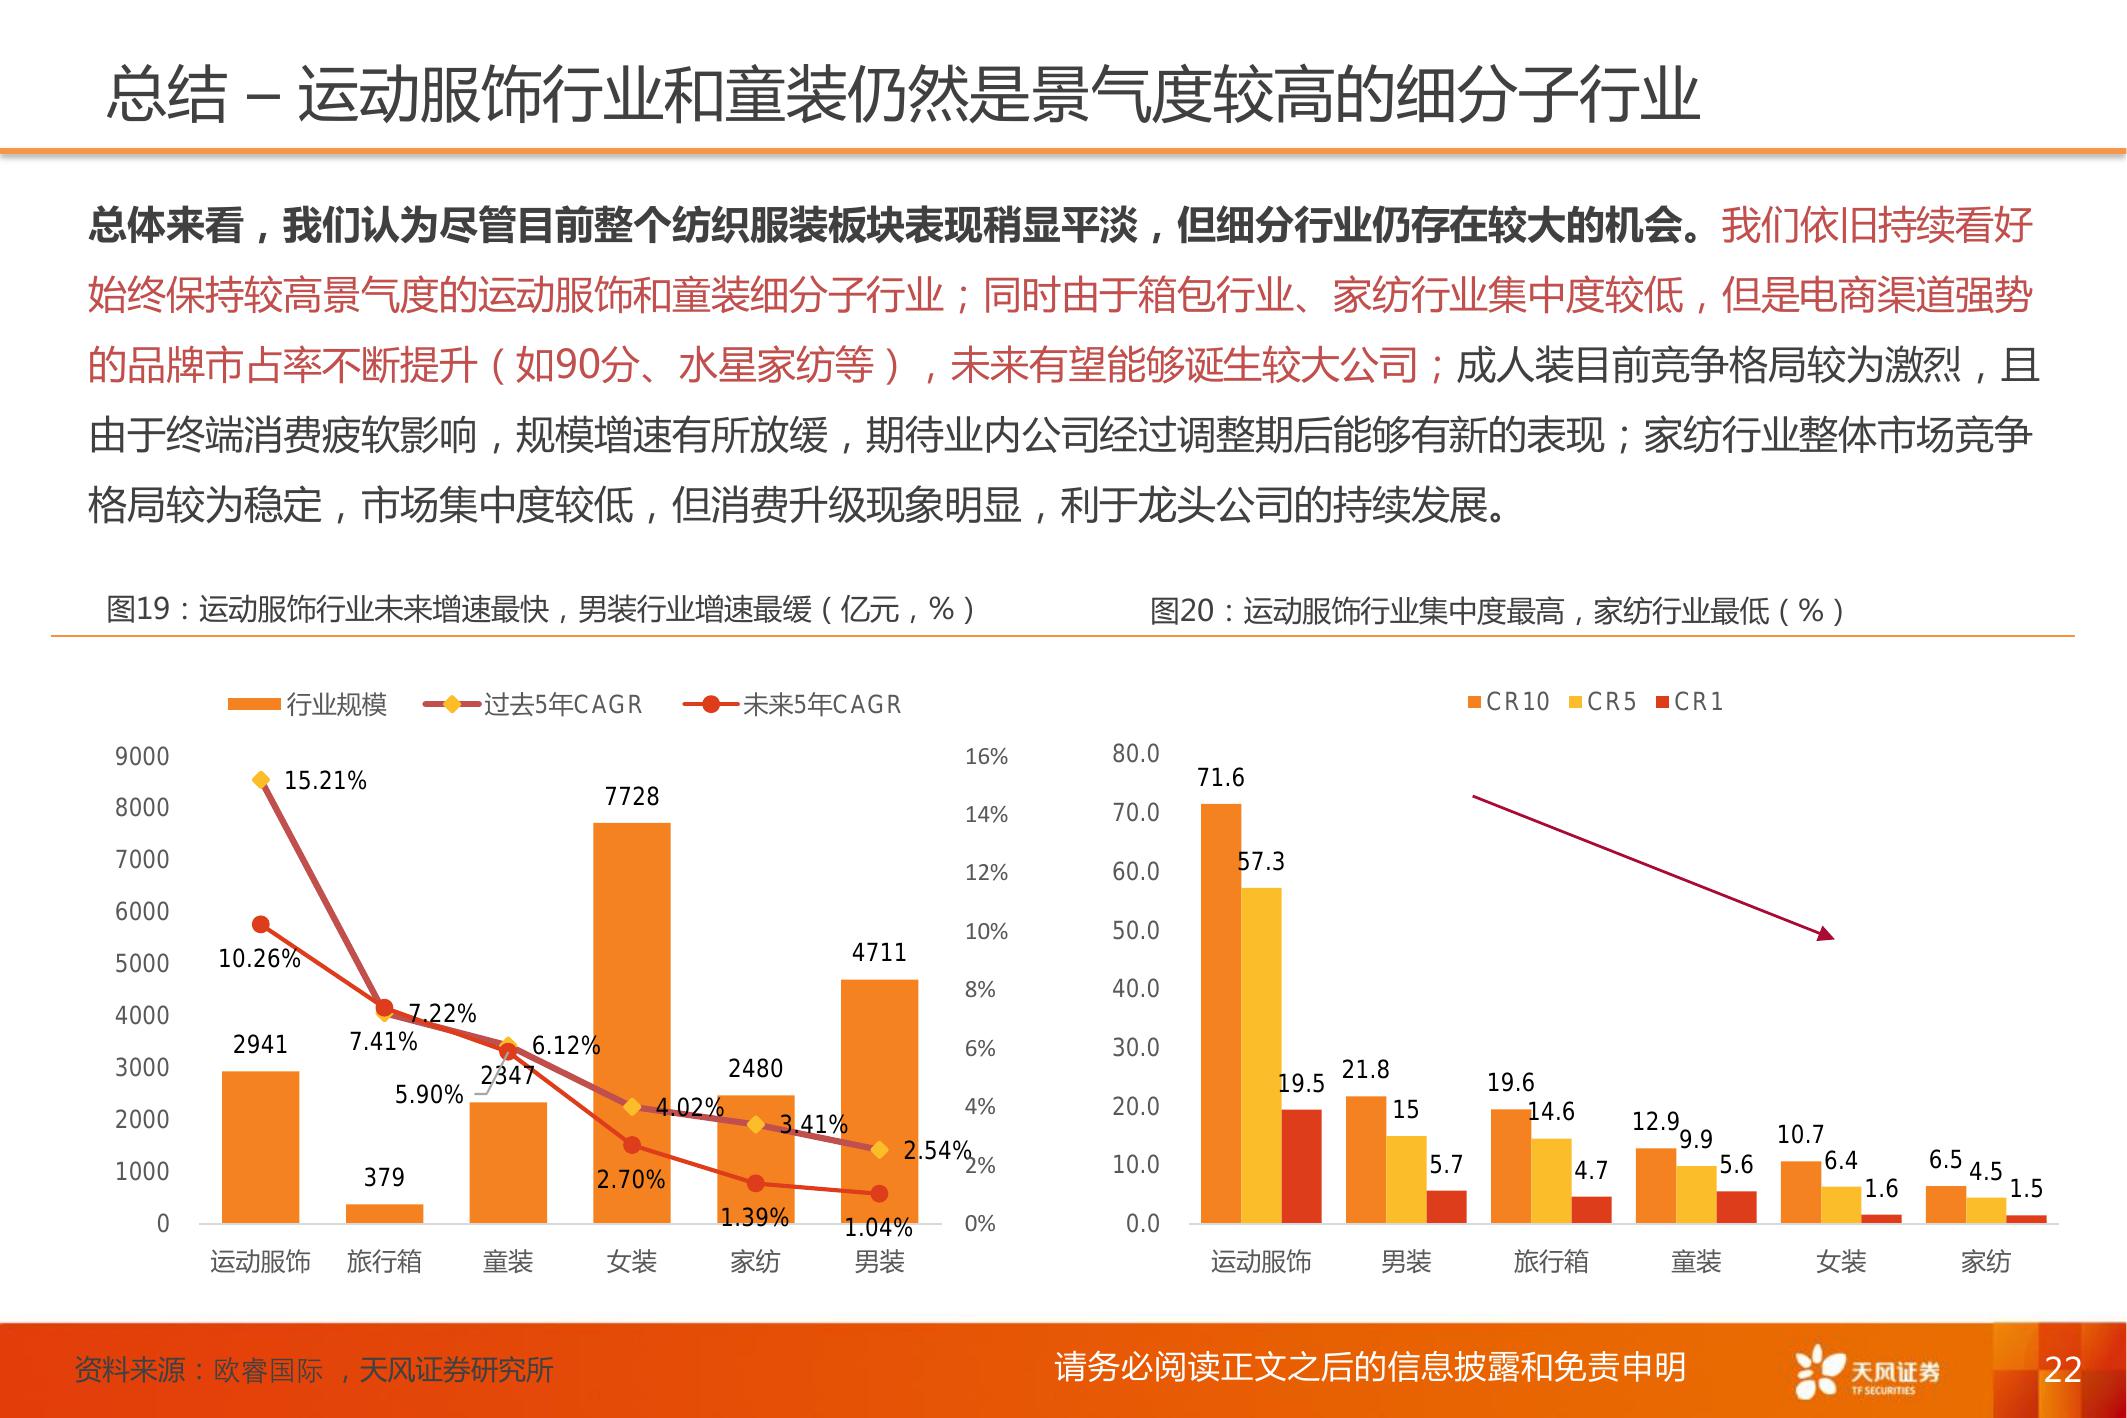 总结 – 运动服饰行业和童装仍然是景气度较高的细分子行业
总体来看，我们认为尽管目前整个纺织服装板块表现稍显平淡，但细分行业仍存在较大的机会。我们依旧持续看好
始终保持较高景气度的运动服饰和童装细分子行业；同时由于箱包行业、家纺行业集中度较低，但是电商渠道强势
的品牌市占率不断提升（如90分、水星家纺等），未来有望能够诞生较大公司；成人装目前竞争格局较为激烈，且
由于终端消费疲软影响，规模增速有所放缓，期待业内公司经过调整期后能够有新的表现；家纺行业整体市场竞争
格局较为稳定，市场集中度较低，但消费升级现象明显，利于龙头公司的持续发展。
图19：运动服饰行业未来增速最快，男装行业增速最缓（亿元，%）
行业规模 过去5年CAGR 未来5年CAGR
9000
8000
7000
6000
5000
4000
3000
2000
1000
0
16%
14%
12%
10%
8%
6%
4%
2%
0%
15.21%
7.22%
6.12%
4.02%
3.41%
2.54%
10.26%
7.41%
5.90%
2.70%
1.39%
1.04%
2941
379
2347
7728
2480
4711
运动服饰 旅行箱 童装 女装 家纺 男装
图20：运动服饰行业集中度最高，家纺行业最低（%）
CR10 CR5 CR1
80.0
70.0
60.0
50.0
40.0
30.0
20.0
10.0
0.0
71.6 57.3 19.5
21.8 15 5.7
19.6 14.6 4.7
12.9 9.9 5.6
10.7 6.4 1.6
6.5 4.5 1.5
运动服饰 男装 旅行箱 童装 女装 家纺
资料来源：欧睿国际 ，天风证券研究所
请务必阅读正文之后的信息披露和免责申明
天风证券
TF SECURITIES
22